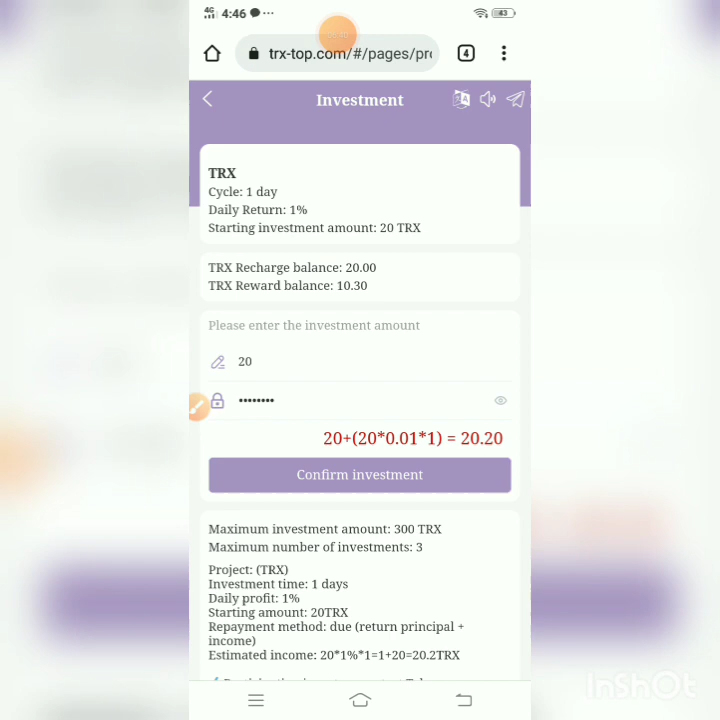 4G 4:46 ... 43
trx-top.com/#/pages/pro
4
Investment
TRX
Cycle: 1 day
Daily Return: 1%
Starting investment amount: 20 TRX
TRX Recharge balance: 20.00
TRX Reward balance: 10.30
Please enter the investment amount
20
••••••••
20+(20*0.01*1) = 20.20
Confirm investment
Maximum investment amount: 300 TRX
Maximum number of investments: 3
Project: (TRX)
Investment time: 1 days
Daily profit: 1%
Starting amount: 20TRX
Repayment method: due (return principal +
income)
Estimated income: 20*1%*1=1+20=20.2TRX
InShOt